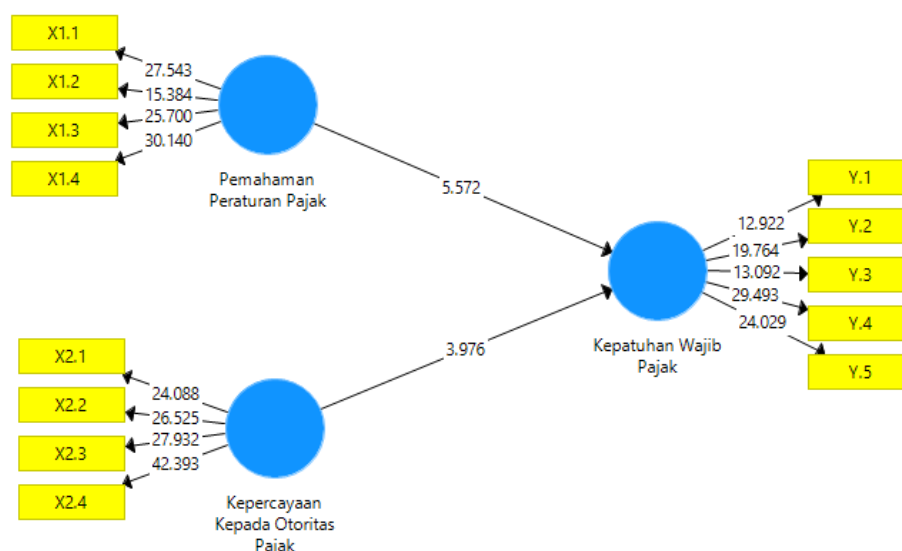 X1.1
27.543
X1.2
15.384
X1.3
25.700
30.140
X1.4
Pemahaman
Peraturan Pajak
5.572
Y.1
12.922
Y.2
19.764
Y.3
13.092
29.493
Y.4
24.029
Y.5
Kepatuhan Wajib
Pajak
3.976
X2.1
24.088
X2.2
26.525
X2.3
27.932
42.393
X2.4
Kepercayaan
Kepada Otoritas
Pajak